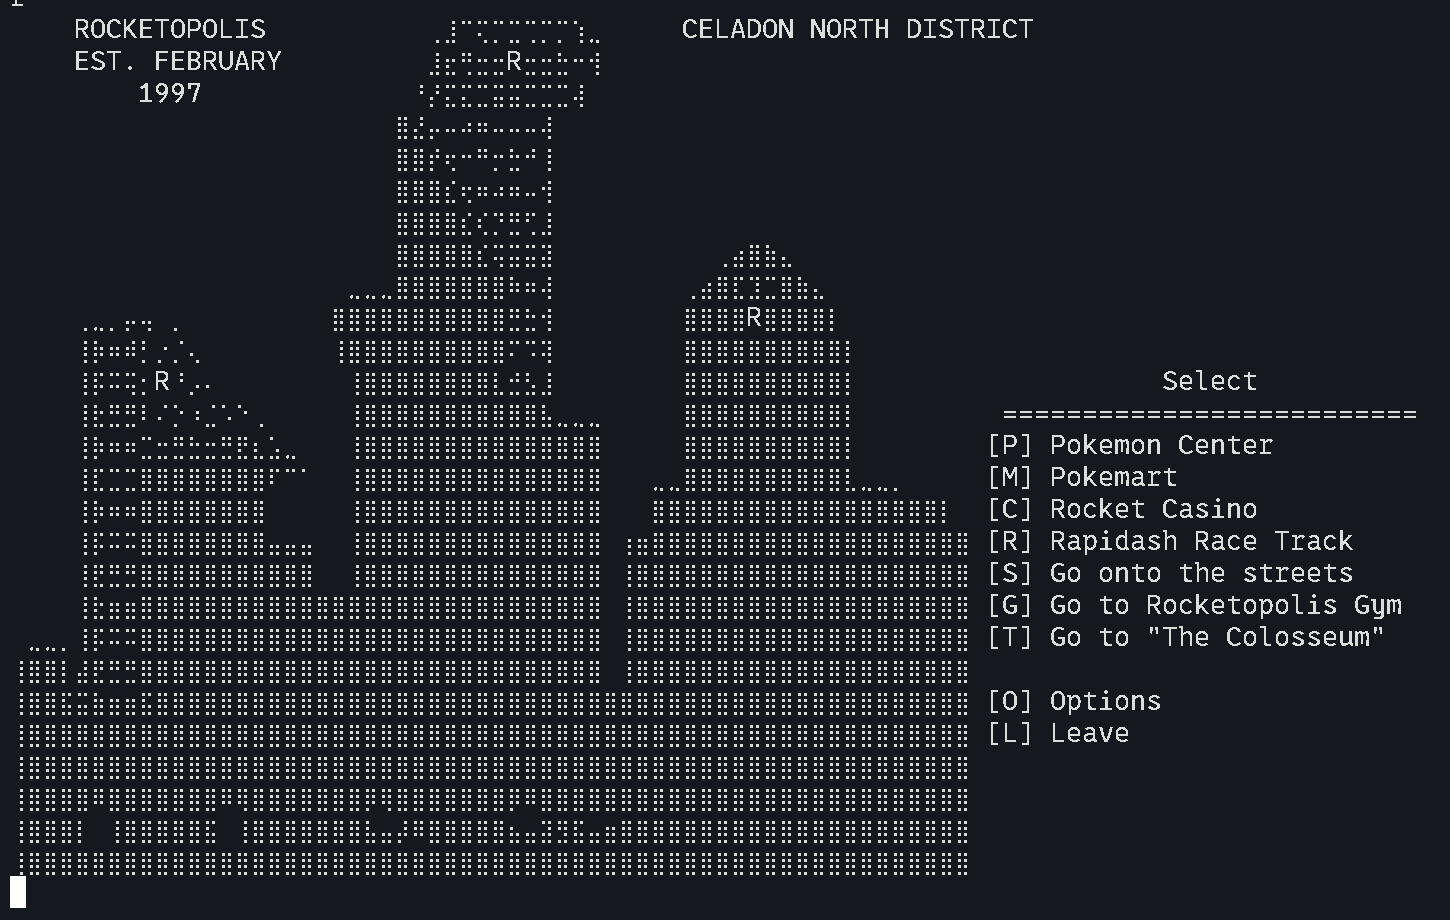 ROCKETOPOLIS
EST. FEBRUARY
1997
CELADON NORTH DISTRICT
R
R
R
Select
==========================
[P] Pokemon Center
[M] Pokemart
[C] Rocket Casino
[R] Rapidash Race Track
[S] Go onto the streets
[G] Go to Rocketopolis Gym
[T] Go to "The Colosseum"
[O] Options
[L] Leave